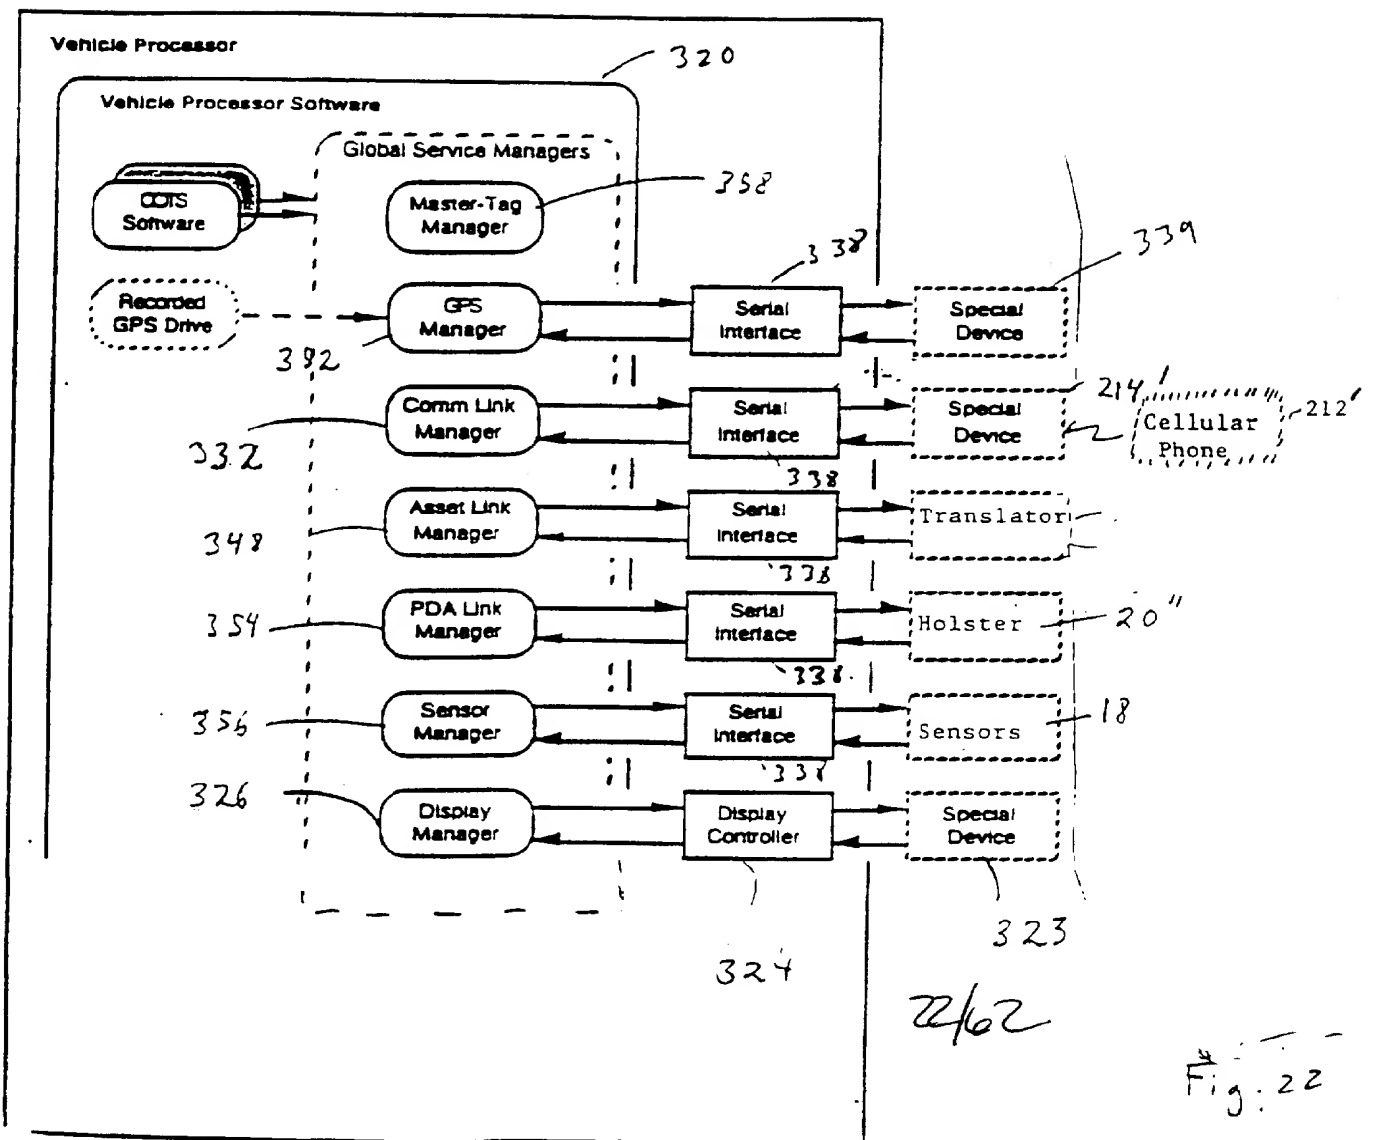 Vehicle Processor
320
Vehicle Processor Software
Global Service Managers
COTS
Software
Master-Tag
Manager
358
Recorded
GPS Drive
GPS
Manager
392
Serial
Interface
338
Special
Device
339
Comm Link
Manager
332
Serial
Interface
338
Special
Device
214'
Cellular
Phone
212'
Asset Link
Manager
348
Serial
Interface
338
Translator
PDA Link
Manager
354
Serial
Interface
338
Holster
20"
Sensor
Manager
356
Serial
Interface
338
Sensors
18
Display
Manager
326
Display
Controller
324
Special
Device
323
22/62
Fig. 22